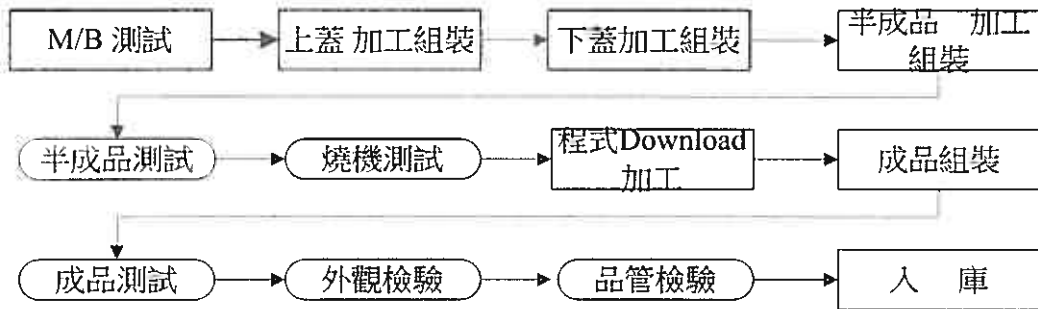 M/B 測試
上蓋 加工組裝
下蓋加工組裝
半成品 加工
組裝
半成品測試
燒機測試
程式Download
加工
成品組裝
成品測試
外觀檢驗
品管檢驗
入 庫